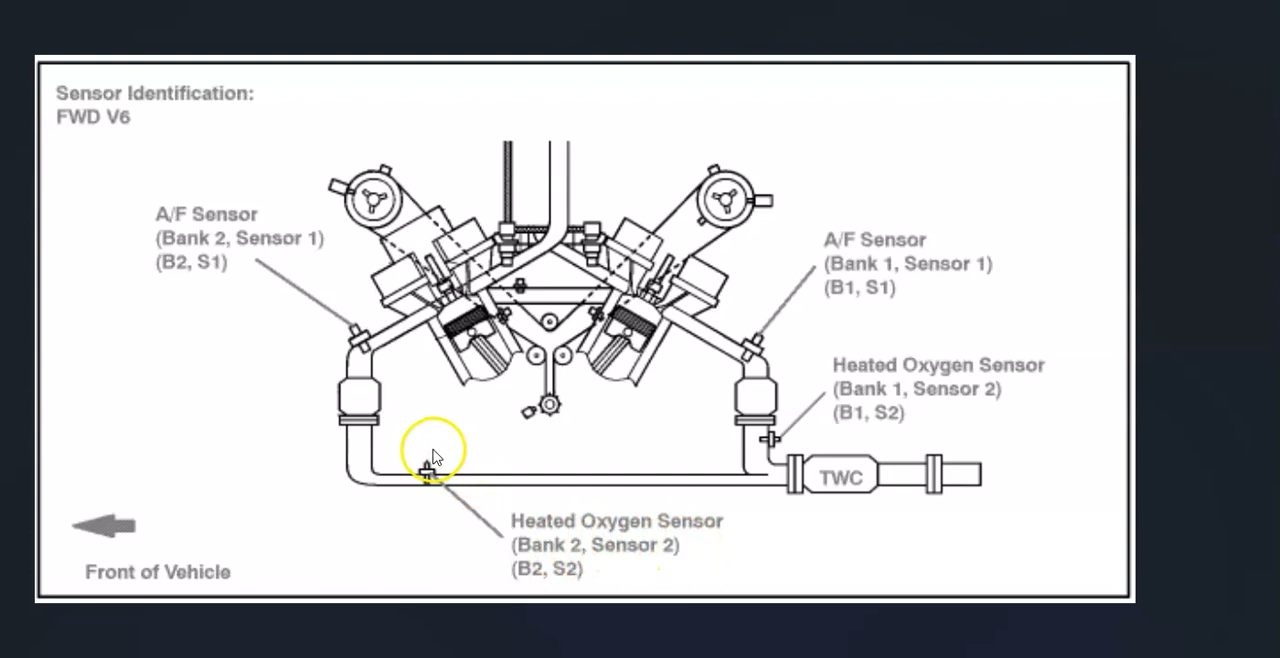 Sensor Identification:
FWD V6
A/F Sensor
(Bank 2, Sensor 1)
(B2, S1)
A/F Sensor
(Bank 1, Sensor 1)
(B1, S1)
Heated Oxygen Sensor
(Bank 1, Sensor 2)
(B1, S2)
TWC
Heated Oxygen Sensor
(Bank 2, Sensor 2)
(B2, S2)
Front of Vehicle